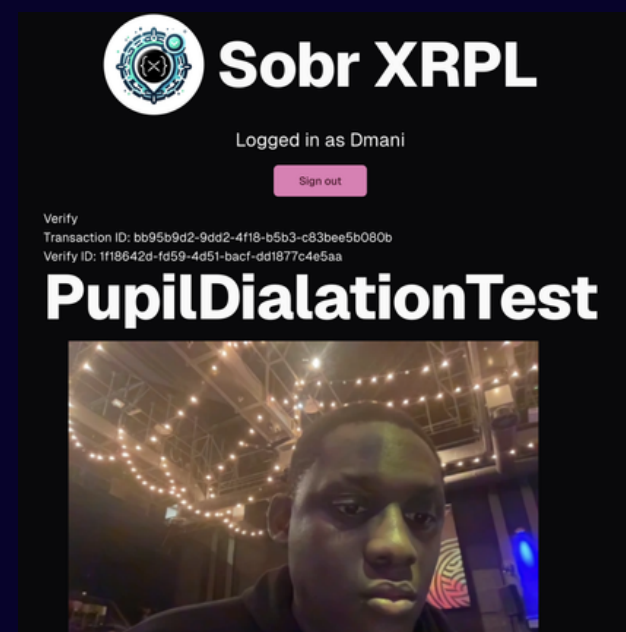 Sobr XRPL
Logged in as Dmani
Sign out
Verify
Transaction ID: bb95b9d2-9dd2-4f18-b5b3-c83bee5b080b
Verify ID: 1f18642d-fd59-4d51-bacf-dd1877c4e5aa
PupilDialationTest